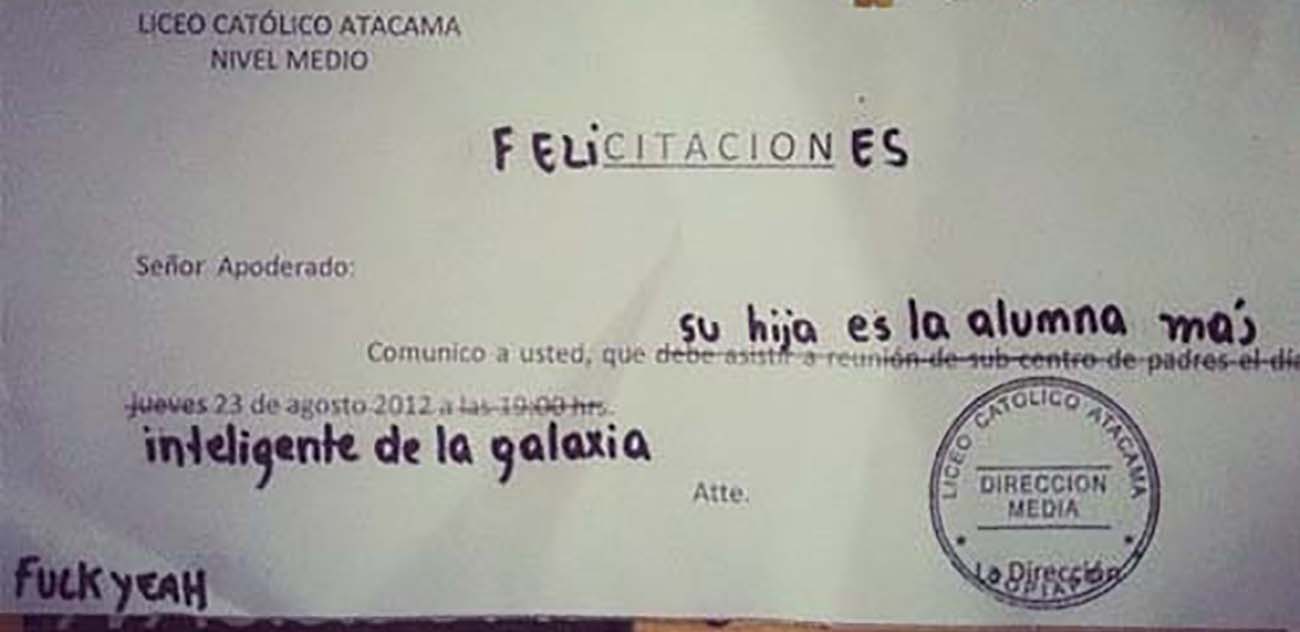 LICEO CATÓLICO ATACAMA
NIVEL MEDIO
FELiCITACIONES
Señor Apoderado:
su hija es la alumna más
Comunico a usted, que debe asistir a reunión de sub centro de padres el día
jueves 23 de agosto 2012 a las 19:00 hrs.
inteligente de la galaxia
Atte.
LICEO CATOLICO ATACAMA
DIRECCION
MEDIA
La Dirección
FUCK YEAH